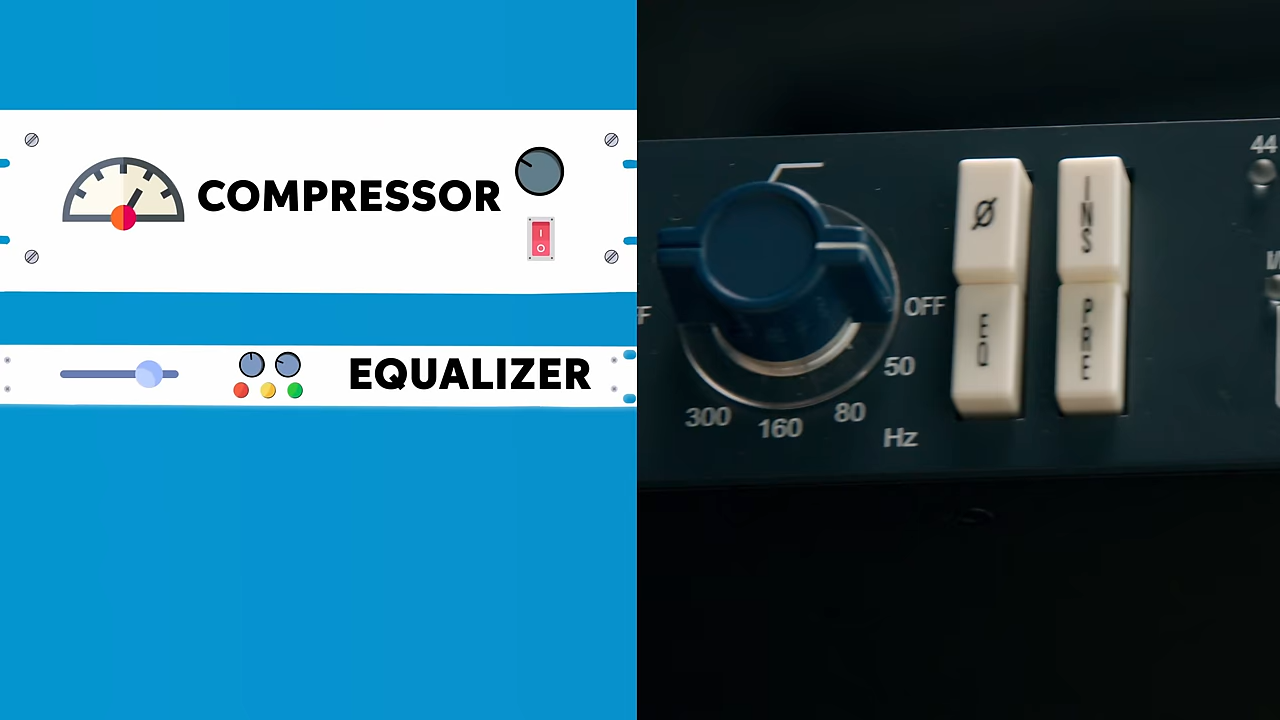 COMPRESSOR
I
O
EQUALIZER
OFF
50
80
160
300
Hz
Ø
EQ
INS
PRE
44